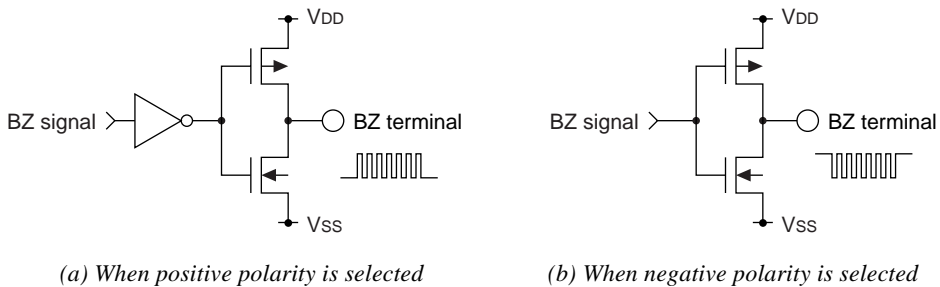 VDD
BZ signal
BZ terminal
VSS
(a) When positive polarity is selected
VDD
BZ signal
BZ terminal
VSS
(b) When negative polarity is selected